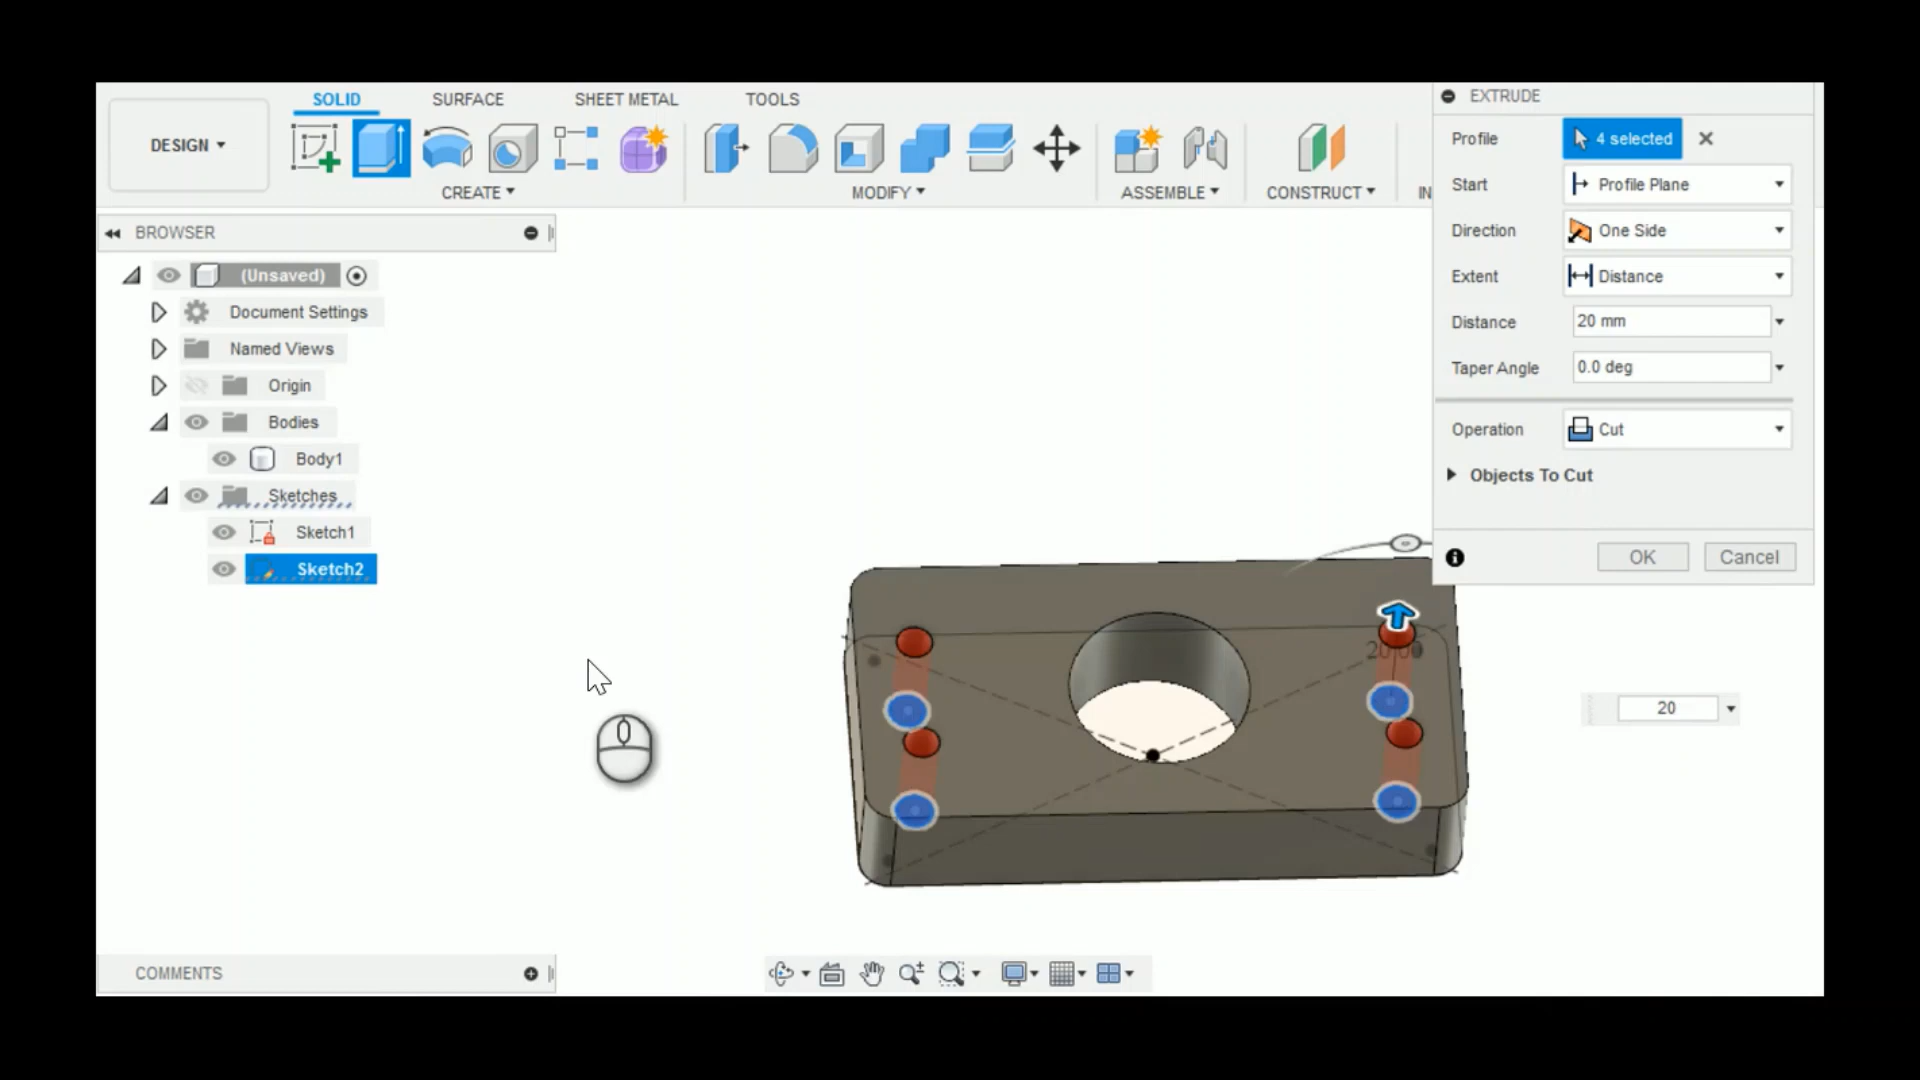 SOLID SURFACE SHEET METAL TOOLS
DESIGN
CREATE MODIFY ASSEMBLE CONSTRUCT IN
BROWSER
(Unsaved)
Document Settings
Named Views
Origin
Bodies
Body1
Sketches
Sketch1
Sketch2
EXTRUDE
Profile 4 selected
Start Profile Plane
Direction One Side
Extent Distance
Distance 20 mm
Taper Angle 0.0 deg
Operation Cut
Objects To Cut
OK Cancel
20.00
20
COMMENTS